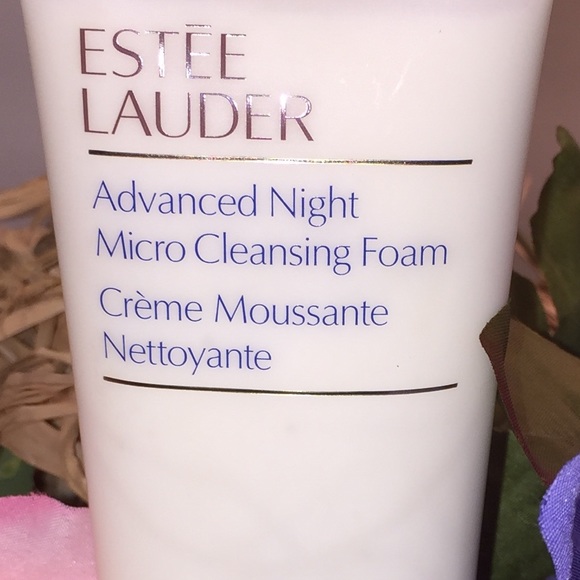 ESTĒE
LAUDER
Advanced Night
Micro Cleansing Foam
Crème Moussante
Nettoyante